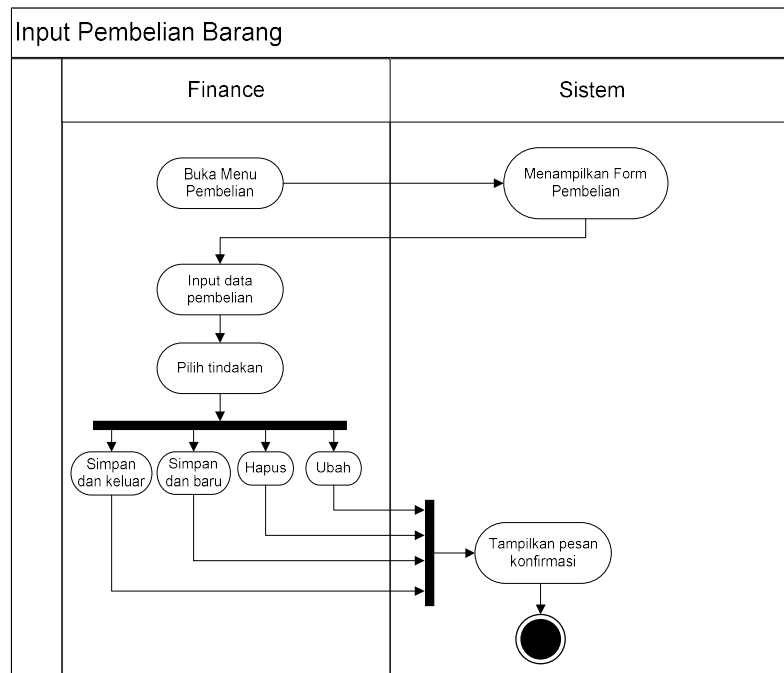 Input Pembelian Barang
Finance
Sistem
Buka Menu
Pembelian
Menampilkan Form
Pembelian
Input data
pembelian
Pilih tindakan
Simpan
dan keluar
Simpan
dan baru
Hapus
Ubah
Tampilkan pesan
konfirmasi